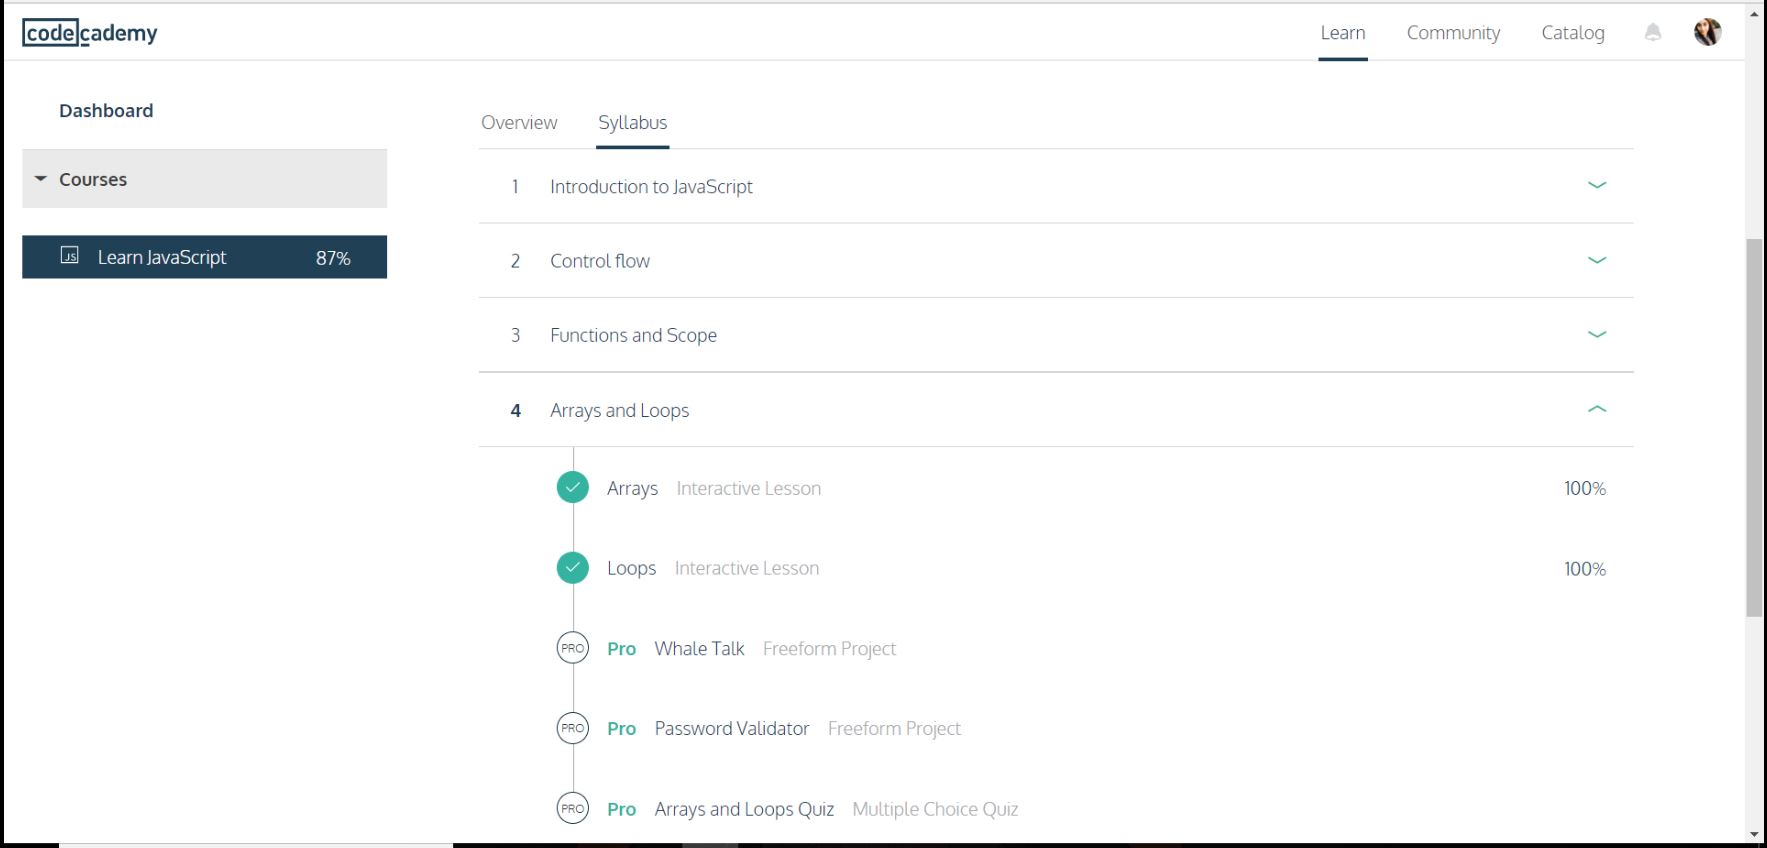 codecademy
Learn Community Catalog
Dashboard
Courses
JS Learn JavaScript 87%
Overview Syllabus
1 Introduction to JavaScript
2 Control flow
3 Functions and Scope
4 Arrays and Loops
Arrays Interactive Lesson 100%
Loops Interactive Lesson 100%
PRO Pro Whale Talk Freeform Project
PRO Pro Password Validator Freeform Project
PRO Pro Arrays and Loops Quiz Multiple Choice Quiz